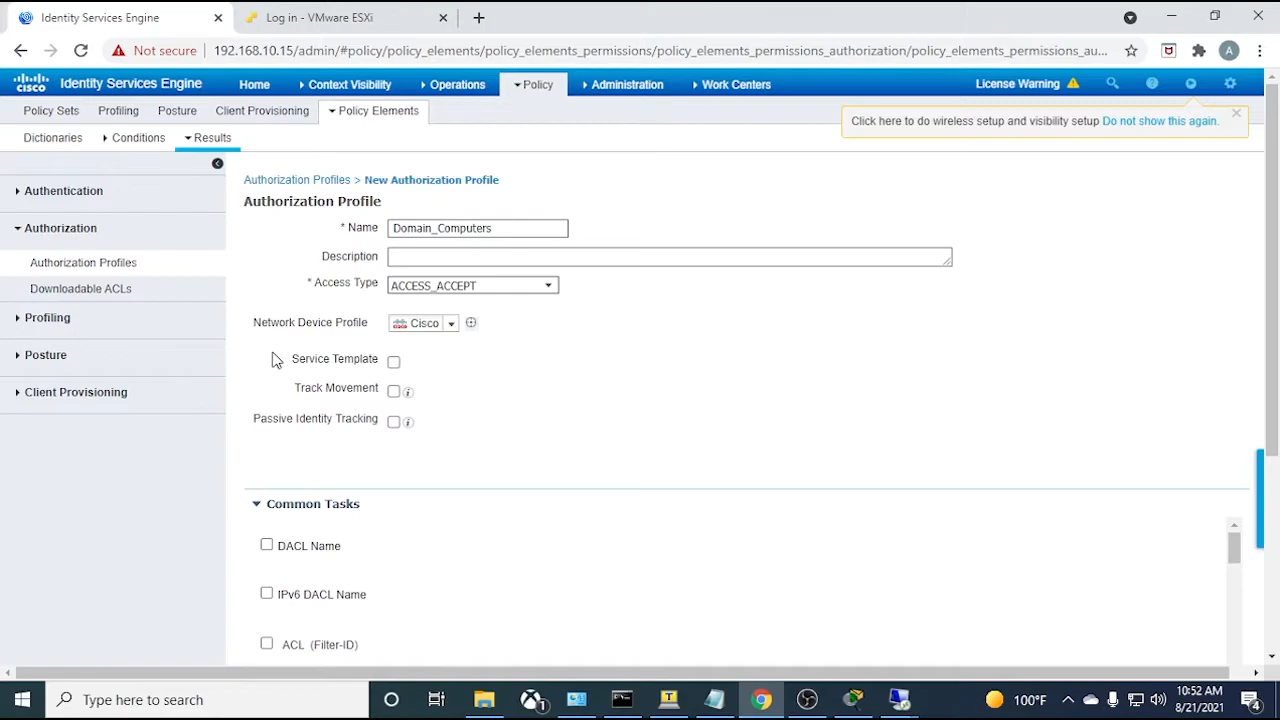 Identity Services Engine
Log in - VMware ESXi
Not secure
192.168.10.15/admin/#policy/policy_elements/policy_elements_permissions/policy_elements_permissions_authorization/policy_elements_permissions_au...
A
cisco
Identity Services Engine
Home
Context Visibility
Operations
Policy
Administration
Work Centers
License Warning
Policy Sets
Profiling
Posture
Client Provisioning
Policy Elements
Click here to do wireless setup and visibility setup Do not show this again.
Dictionaries
Conditions
Results
Authentication
Authorization
Authorization Profiles
Downloadable ACLs
Profiling
Posture
Client Provisioning
Authorization Profiles > New Authorization Profile
Authorization Profile
* Name
Domain_Computers
Description
* Access Type
ACCESS_ACCEPT
Network Device Profile
Cisco
Service Template
Track Movement
Passive Identity Tracking
Common Tasks
DACL Name
IPv6 DACL Name
ACL (Filter-ID)
Type here to search
1
100°F
10:52 AM
8/21/2021
4